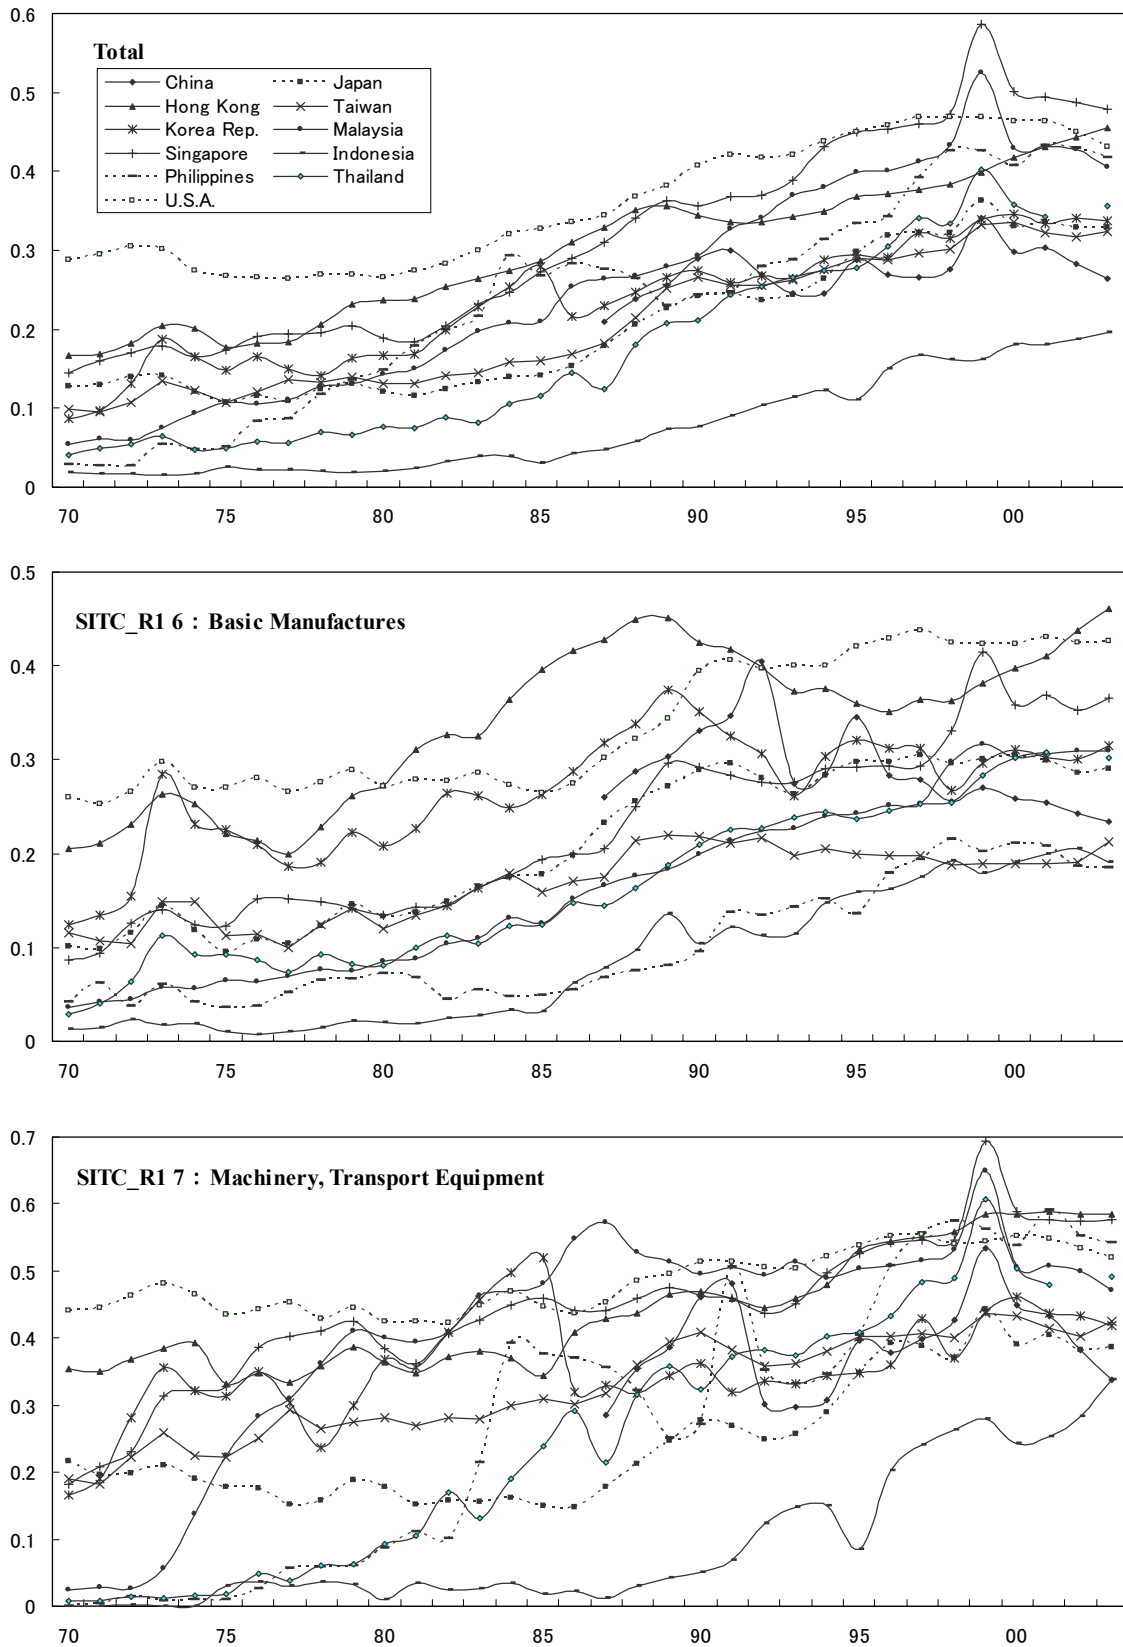 0.6
Total
China
Japan
Hong Kong
Taiwan
Korea Rep.
Malaysia
Singapore
Indonesia
Philippines
Thailand
U.S.A.
0.5
0.4
0.3
0.2
0.1
0
70 75 80 85 90 95 00
0.5
SITC_R1 6 : Basic Manufactures
0.4
0.3
0.2
0.1
0
70 75 80 85 90 95 00
0.7
SITC_R1 7 : Machinery, Transport Equipment
0.6
0.5
0.4
0.3
0.2
0.1
0
70 75 80 85 90 95 00